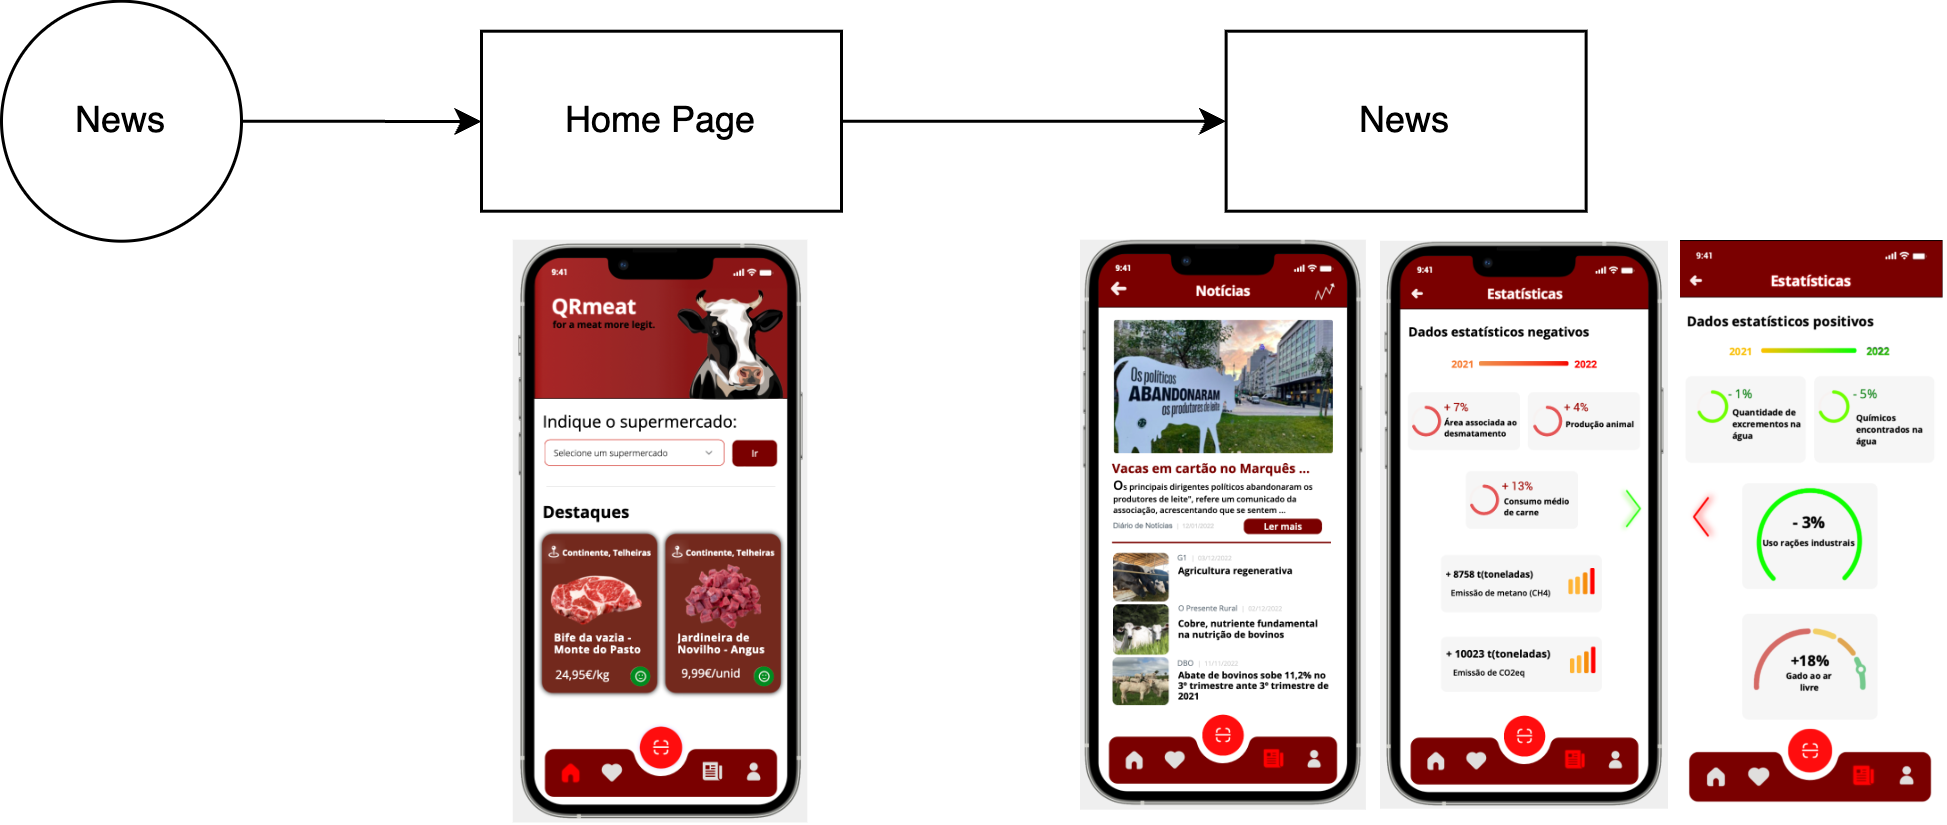 News
Home Page
News
9:41
QRmeat
for a meat more legit.
Indique o supermercado:
Selecione um supermercado
Ir
Destaques
Continente, Telheiras
Bife da vazia -
Monte do Pasto
24,95€/kg
Continente, Telheiras
Jardineira de
Novilho - Angus
9,99€/unid
9:41
Notícias
Os políticos
ABANDONARAM
os produtores de leite
Vacas em cartão no Marquês ...
Os principais dirigentes políticos abandonaram os
produtores de leite", refere um comunicado da
associação, acrescentando que se sentem ...
Diário de Notícias | 12/01/2022
Ler mais
G1 | 03/12/2022
Agricultura regenerativa
O Presente Rural | 02/12/2022
Cobre, nutriente fundamental
na nutrição de bovinos
DBO | 11/11/2022
Abate de bovinos sobe 11,2% no
3º trimestre ante 3º trimestre de
2021
9:41
Estatísticas
Dados estatísticos negativos
2021 2022
+ 7%
Área associada ao
desmatamento
+ 4%
Produção animal
+ 13%
Consumo médio
de carne
+ 8758 t(toneladas)
Emissão de metano (CH4)
+ 10023 t(toneladas)
Emissão de CO2eq
9:41
Estatísticas
Dados estatísticos positivos
2021 2022
- 1%
Quantidade de
excrementos na
água
- 5%
Químicos
encontrados na
água
- 3%
Uso rações industrais
+18%
Gado ao ar
livre